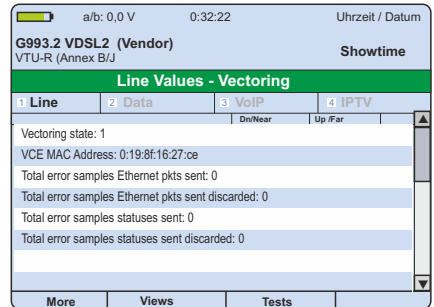 a/b: 0,0 V 0:32:22 Uhrzeit / Datum
G993.2 VDSL2 (Vendor)
VTU-R (Annex B/J
Showtime
Line Values - Vectoring
1 Line 2 Data 3 VoIP 4 IPTV
Dn/Near Up /Far
Vectoring state: 1
VCE MAC Address: 0:19:8f:16:27:ce
Total error samples Ethernet pkts sent: 0
Total error samples Ethernet pkts sent discarded: 0
Total error samples statuses sent: 0
Total error samples statuses sent discarded: 0
More Views Tests